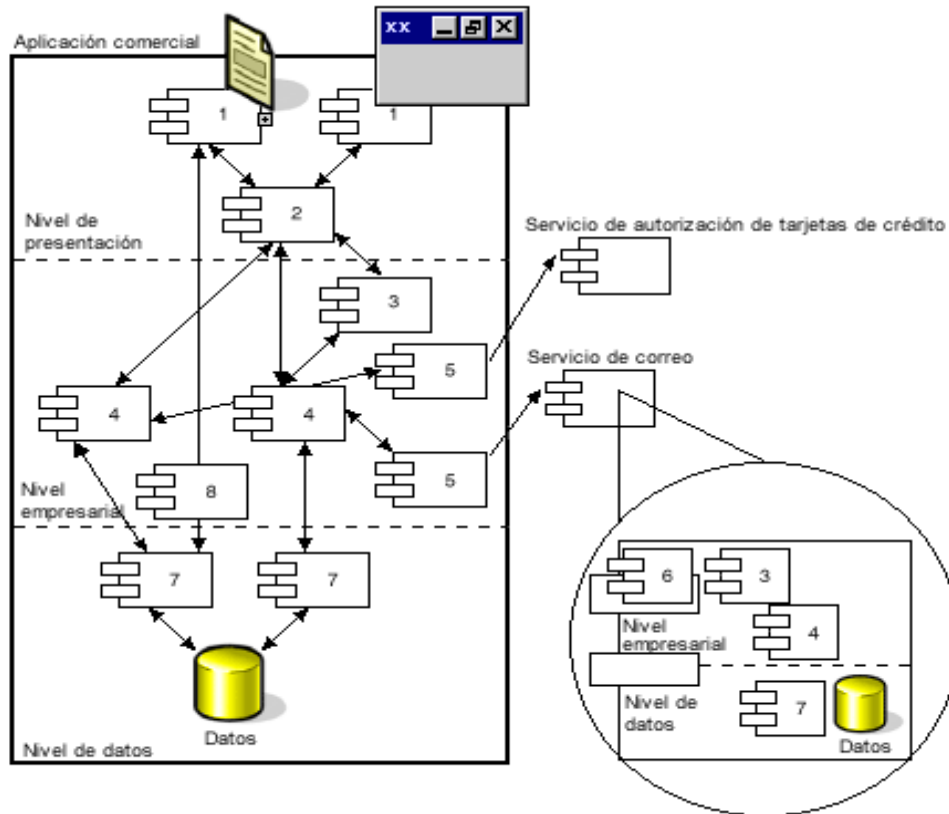 Aplicación comercial
xx
1
1
2
Nivel de
presentación
Servicio de autorización de tarjetas de crédito
3
Servicio de correo
5
4
4
5
8
Nivel
empresarial
7
7
6
3
4
Nivel
empresarial
7
Nivel de
datos
Datos
Datos
Nivel de datos